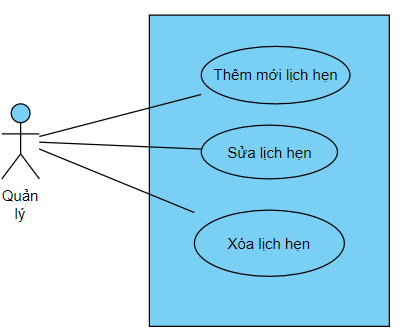 Thêm mới lịch hẹn
Sửa lịch hẹn
Quản
lý
Xóa lịch hẹn